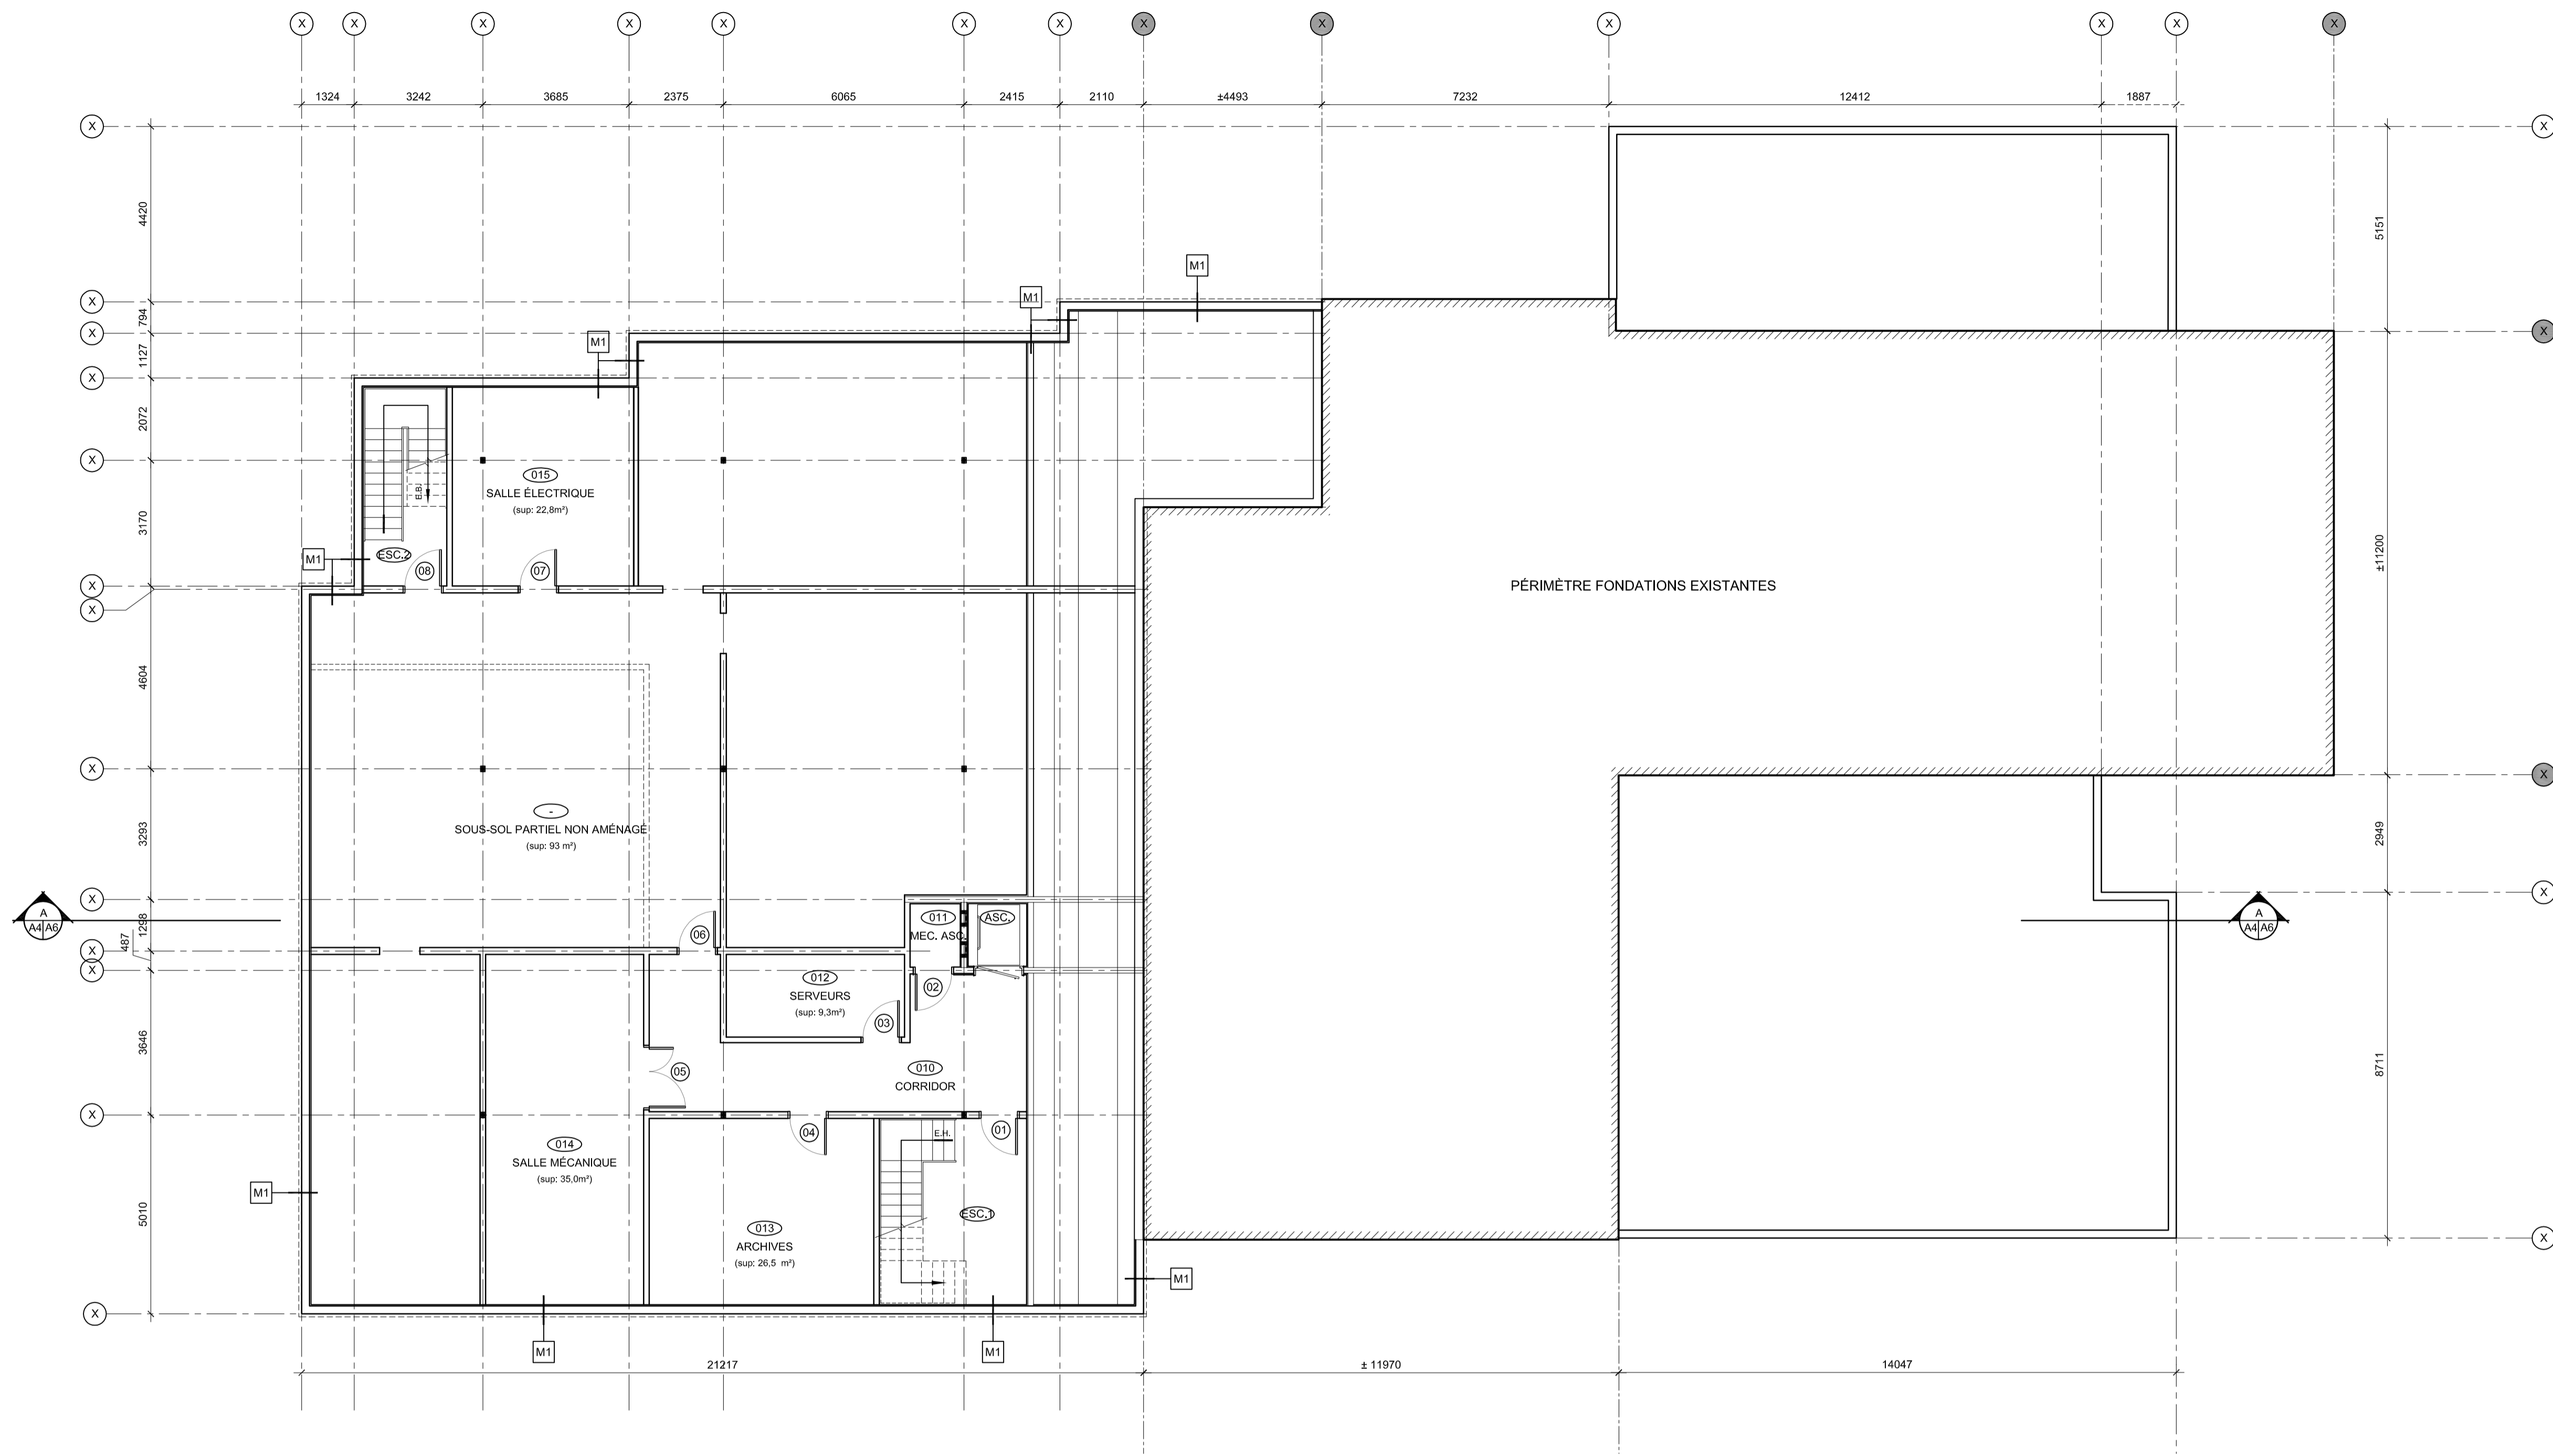 X X X X X X X X X X X X X
1324 3242 3685 2375 6065 2415 2110 ±4493 7232 12412 1887
X X
4420
5151
M1
M1
X
794
X X
M1
1127
X
2072
X
015
SALLE ÉLECTRIQUE
(sup: 22,8m²)
E.B.
3170
ESC.2
M1
08
07
±11200
X
X
PÉRIMÈTRE FONDATIONS EXISTANTES
4604
X X
-
SOUS-SOL PARTIEL NON AMÉNAGÉ
(sup: 93 m²)
3293
2949
X X
A
A4 A6
1298
487
06
011
MEC. ASC.
ASC.
A
A4 A6
X
X
012
SERVEURS
(sup: 9,3m²)
02
03
3646
05
010
CORRIDOR
8711
X
04
E.H.
01
014
SALLE MÉCANIQUE
(sup: 35,0m²)
M1
5010
ESC.1
013
ARCHIVES
(sup: 26,5 m²)
X
M1
X
M1
M1
21217 ± 11970 14047